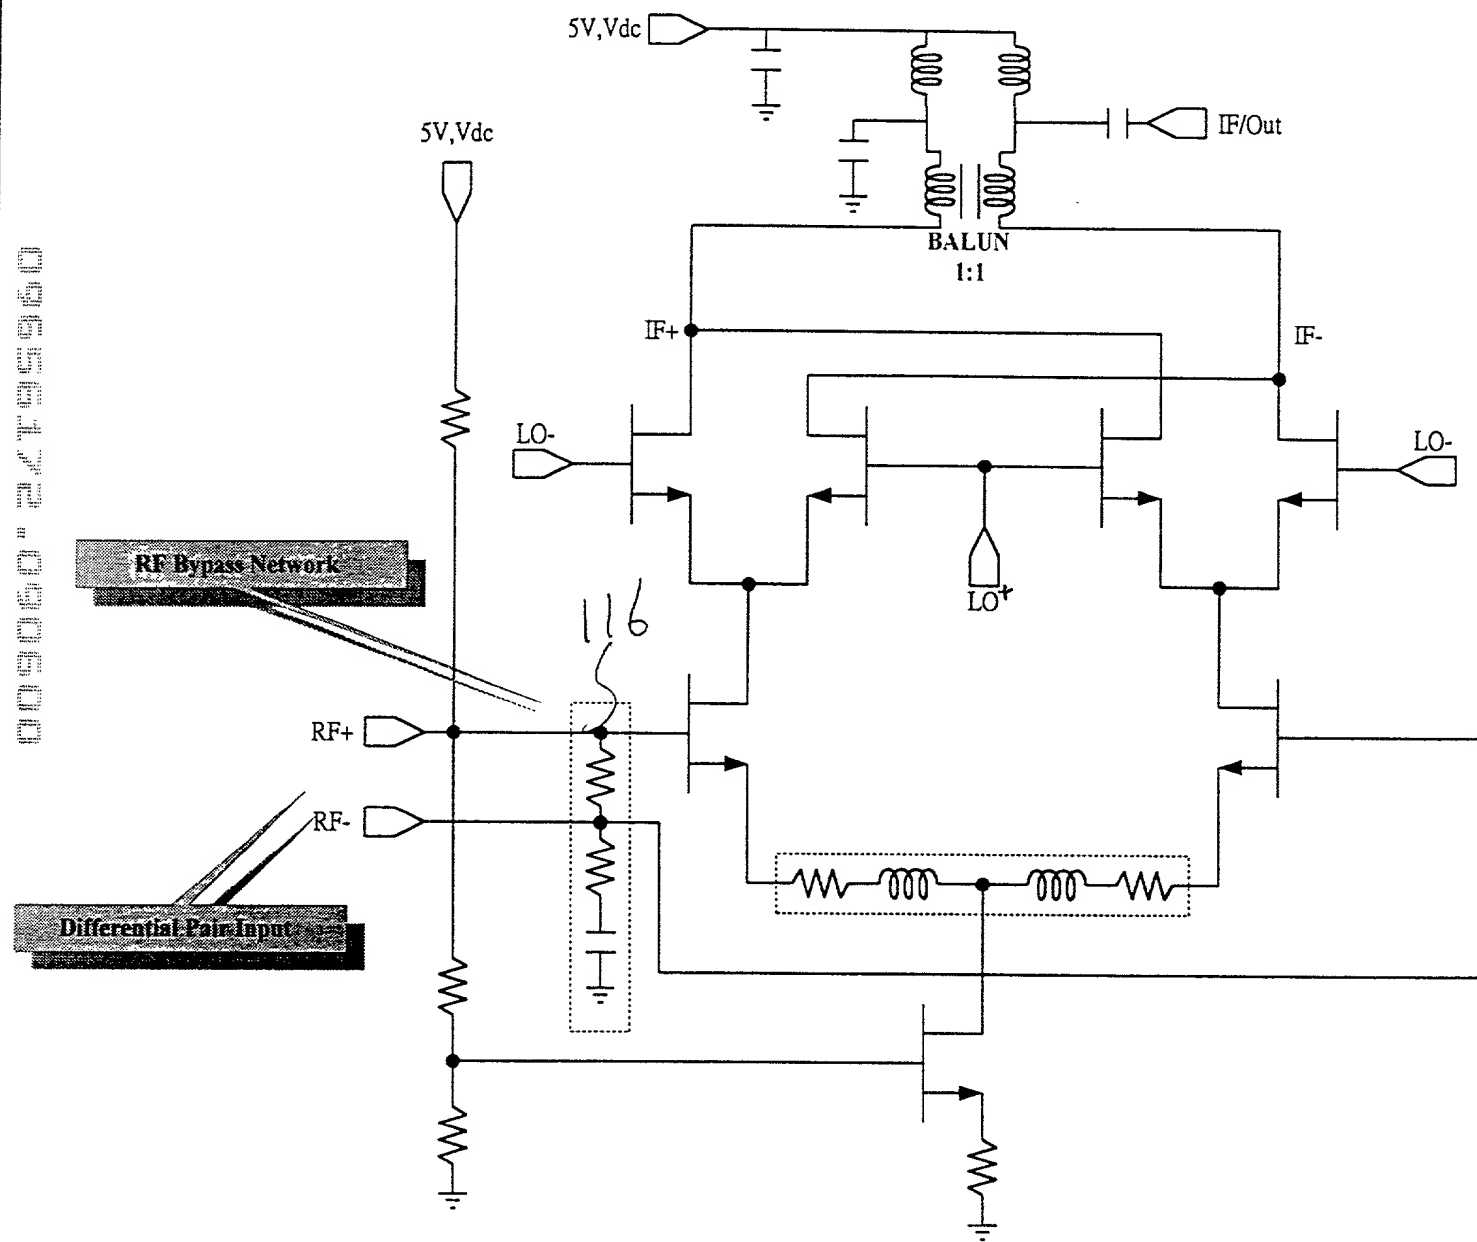 5V,Vdc
IF/Out
5V,Vdc
BALUN
1:1
IF+
IF-
LO-
LO-
RF Bypass Network
LO+
116
RF+
RF-
Differential Pair Input